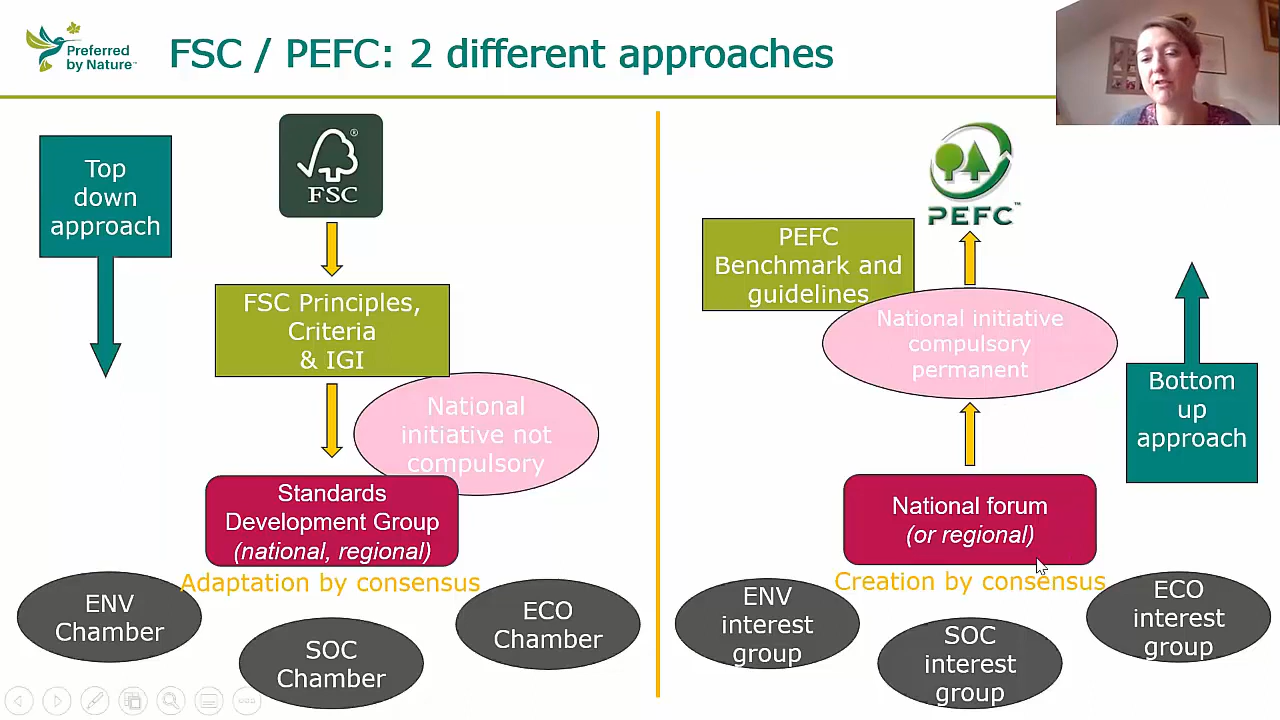 Preferred
by Nature™
FSC / PEFC: 2 different approaches
Top
down
approach
®
FSC
FSC Principles,
Criteria
& IGI
National
initiative not
compulsory
Standards
Development Group
(national, regional)
Adaptation by consensus
ENV
Chamber
SOC
Chamber
ECO
Chamber
PEFC™
PEFC
Benchmark and
guidelines
National initiative
compulsory
permanent
Bottom
up
approach
National forum
(or regional)
Creation by consensus
ENV
interest
group
SOC
interest
group
ECO
interest
group